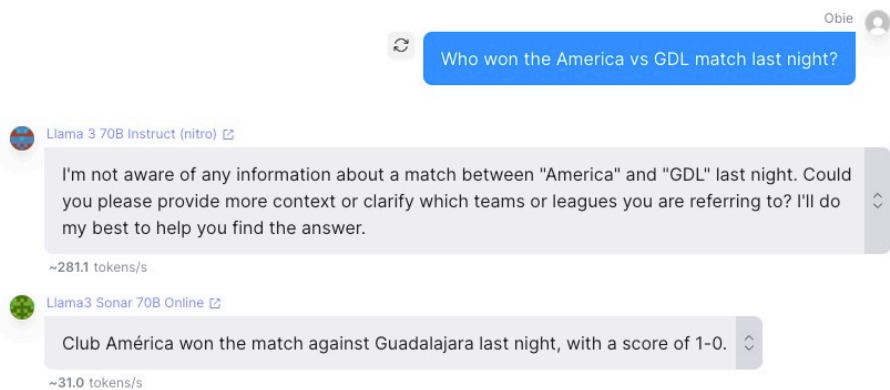 Obie
Who won the America vs GDL match last night?
Llama 3 70B Instruct (nitro)
I'm not aware of any information about a match between "America" and "GDL" last night. Could
you please provide more context or clarify which teams or leagues you are referring to? I'll do
my best to help you find the answer.
~281.1 tokens/s
Llama3 Sonar 70B Online
Club América won the match against Guadalajara last night, with a score of 1-0.
~31.0 tokens/s